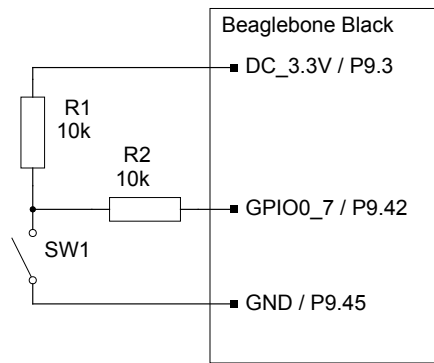 Beaglebone Black
DC_3.3V / P9.3
R1
10k
R2
10k
GPIO0_7 / P9.42
SW1
GND / P9.45